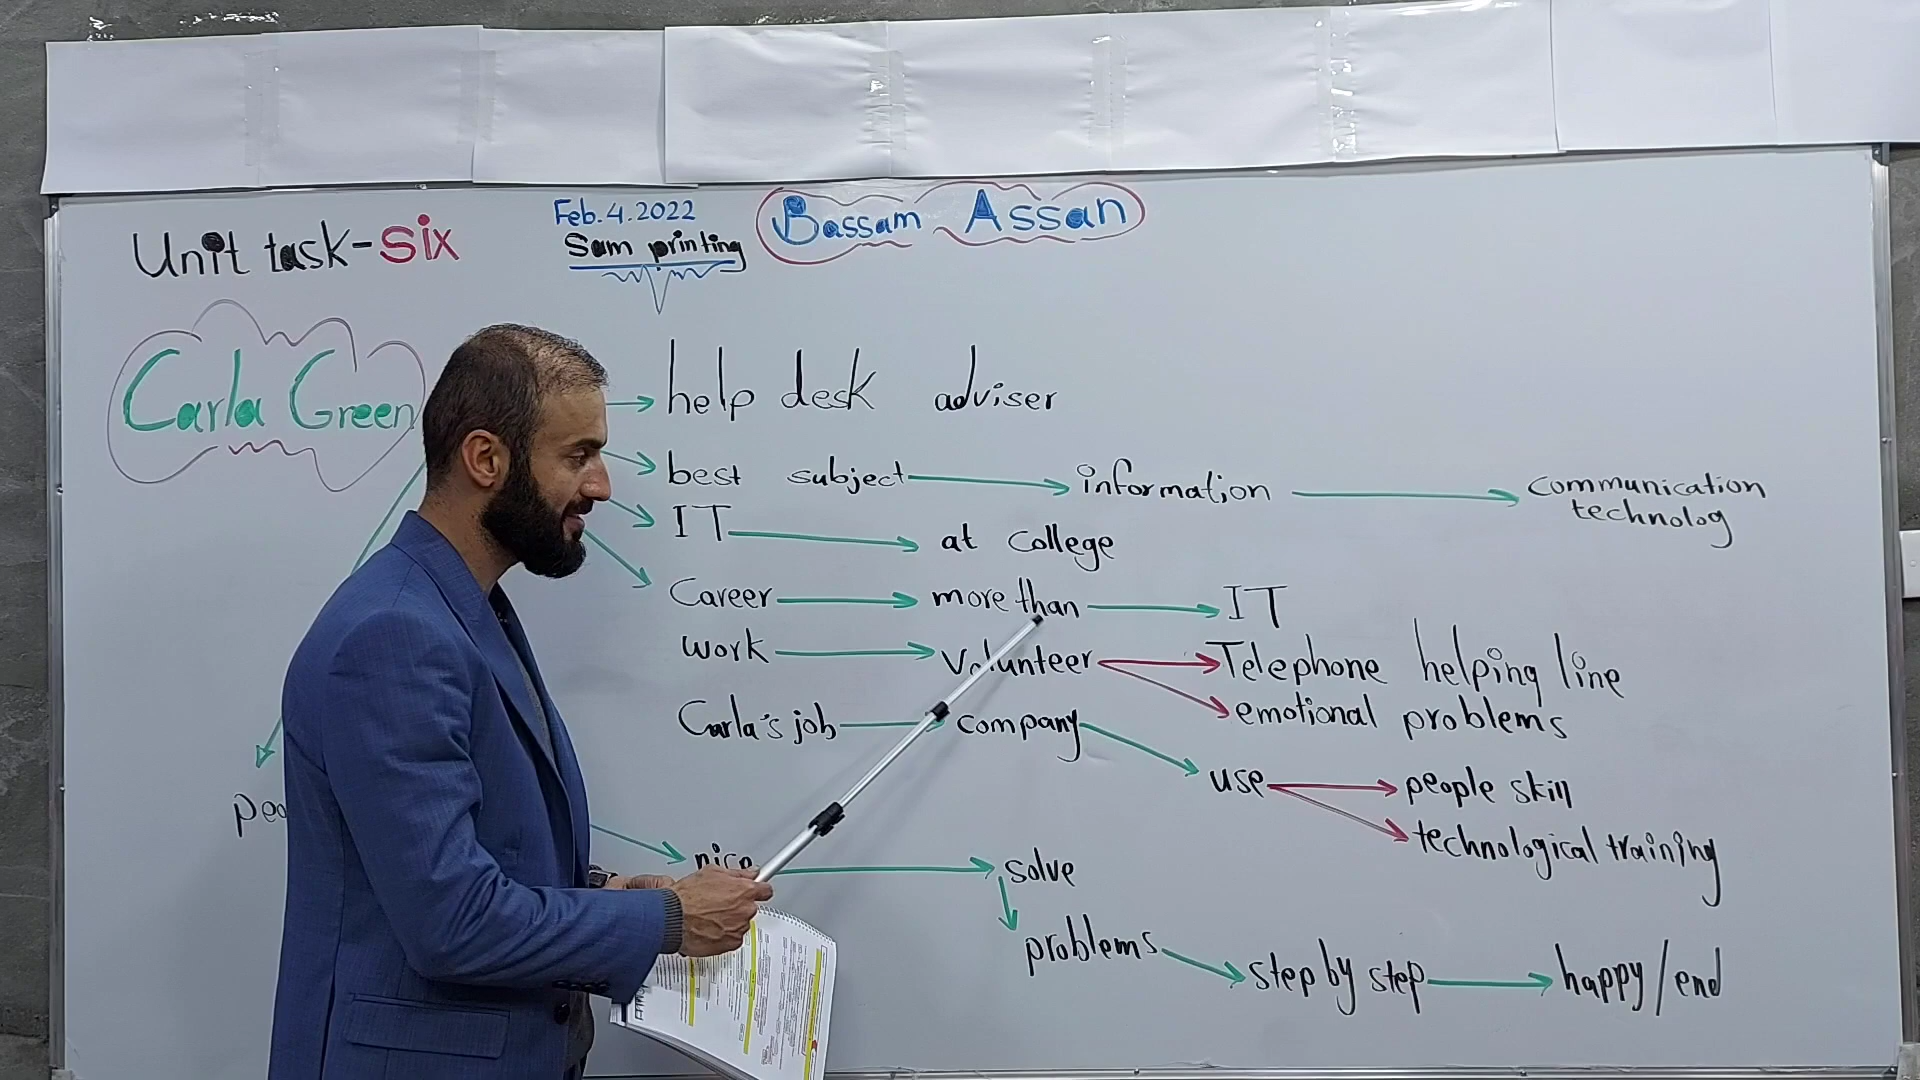 Unit task-Six
Feb.4.2022
Sam printing
Bassam Assan
Carla Green
help desk adviser
best subject information communication technolog
IT at College
Career more than IT
work Volunteer Telephone helping line
emotional problems
Carla's job company
use people skill
technological training
nice solve
problems step by step happy/end